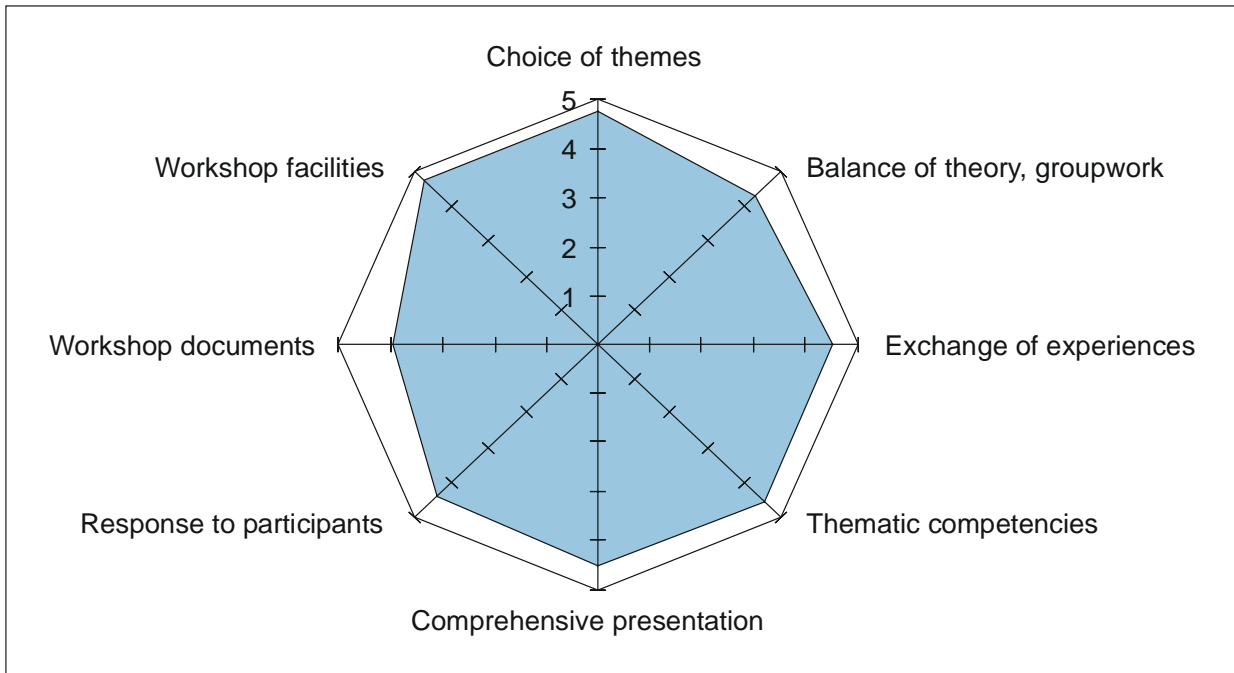 Choice of themes
5
Workshop facilities
Balance of theory, groupwork
4
3
2
1
Workshop documents
Exchange of experiences
Response to participants
Thematic competencies
Comprehensive presentation